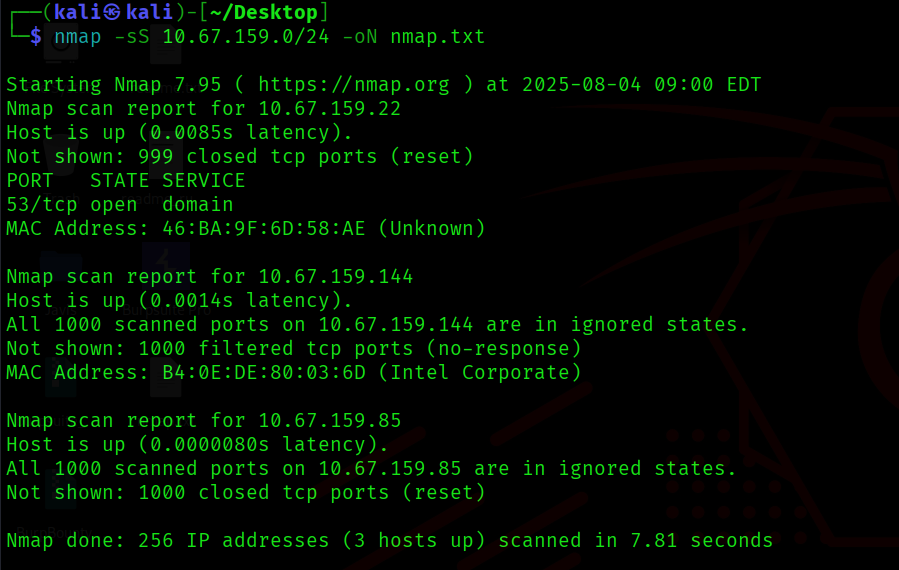 ┌──(kali㉿kali)-[~/Desktop]
└─$ nmap -sS 10.67.159.0/24 -oN nmap.txt
Starting Nmap 7.95 ( https://nmap.org ) at 2025-08-04 09:00 EDT
Nmap scan report for 10.67.159.22
Host is up (0.0085s latency).
Not shown: 999 closed tcp ports (reset)
PORT   STATE SERVICE
53/tcp open  domain
MAC Address: 46:BA:9F:6D:58:AE (Unknown)
Nmap scan report for 10.67.159.144
Host is up (0.0014s latency).
All 1000 scanned ports on 10.67.159.144 are in ignored states.
Not shown: 1000 filtered tcp ports (no-response)
MAC Address: B4:0E:DE:80:03:6D (Intel Corporate)
Nmap scan report for 10.67.159.85
Host is up (0.0000080s latency).
All 1000 scanned ports on 10.67.159.85 are in ignored states.
Not shown: 1000 closed tcp ports (reset)
Nmap done: 256 IP addresses (3 hosts up) scanned in 7.81 seconds